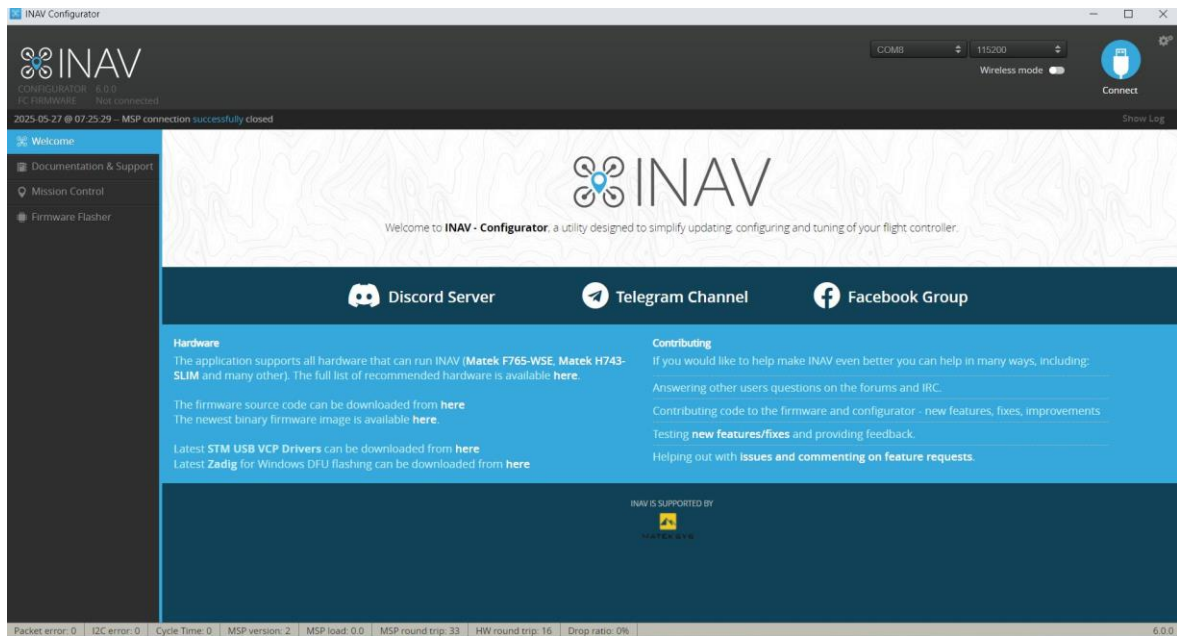 INAV Configurator
INAV
CONFIGURATOR 6.0.0
FC FIRMWARE Not connected
COM8
115200
Wireless mode
Connect
2025-05-27 @ 07:25:29 -- MSP connection successfully closed
Show Log
Welcome
Documentation & Support
Mission Control
Firmware Flasher
INAV
Welcome to INAV - Configurator, a utility designed to simplify updating, configuring and tuning of your flight controller.
Discord Server
Telegram Channel
Facebook Group
Hardware
The application supports all hardware that can run INAV (Matek F765-WSE, Matek H743-
SLIM and many other). The full list of recommended hardware is available here.
The firmware source code can be downloaded from here
The newest binary firmware image is available here.
Latest STM USB VCP Drivers can be downloaded from here
Latest Zadig for Windows DFU flashing can be downloaded from here
Contributing
If you would like to help make INAV even better you can help in many ways, including:
Answering other users questions on the forums and IRC.
Contributing code to the firmware and configurator - new features, fixes, improvements
Testing new features/fixes and providing feedback.
Helping out with issues and commenting on feature requests.
INAV IS SUPPORTED BY
MATEK SYS
Packet error: 0 I2C error: 0 Cycle Time: 0 MSP version: 2 MSP load: 0.0 MSP round trip: 33 HW round trip: 16 Drop ratio: 0% 6.0.0